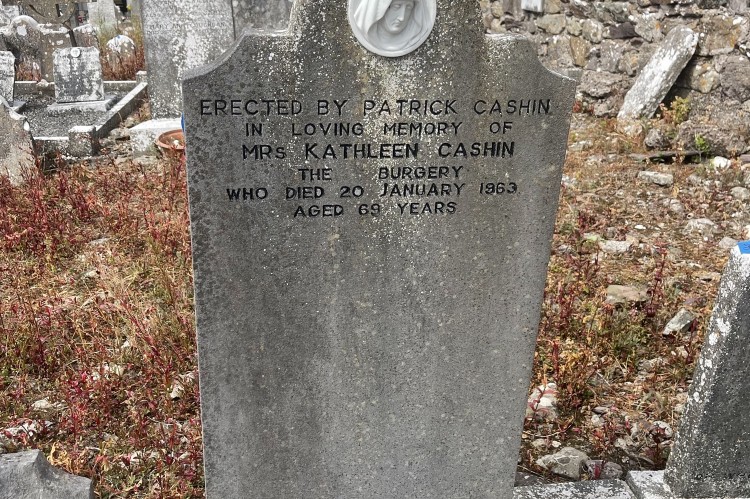 ERECTED BY PATRICK CASHIN
IN LOVING MEMORY OF
MRS KATHLEEN CASHIN
THE BURGERY
WHO DIED 20 JANUARY 1963
AGED 69 YEARS